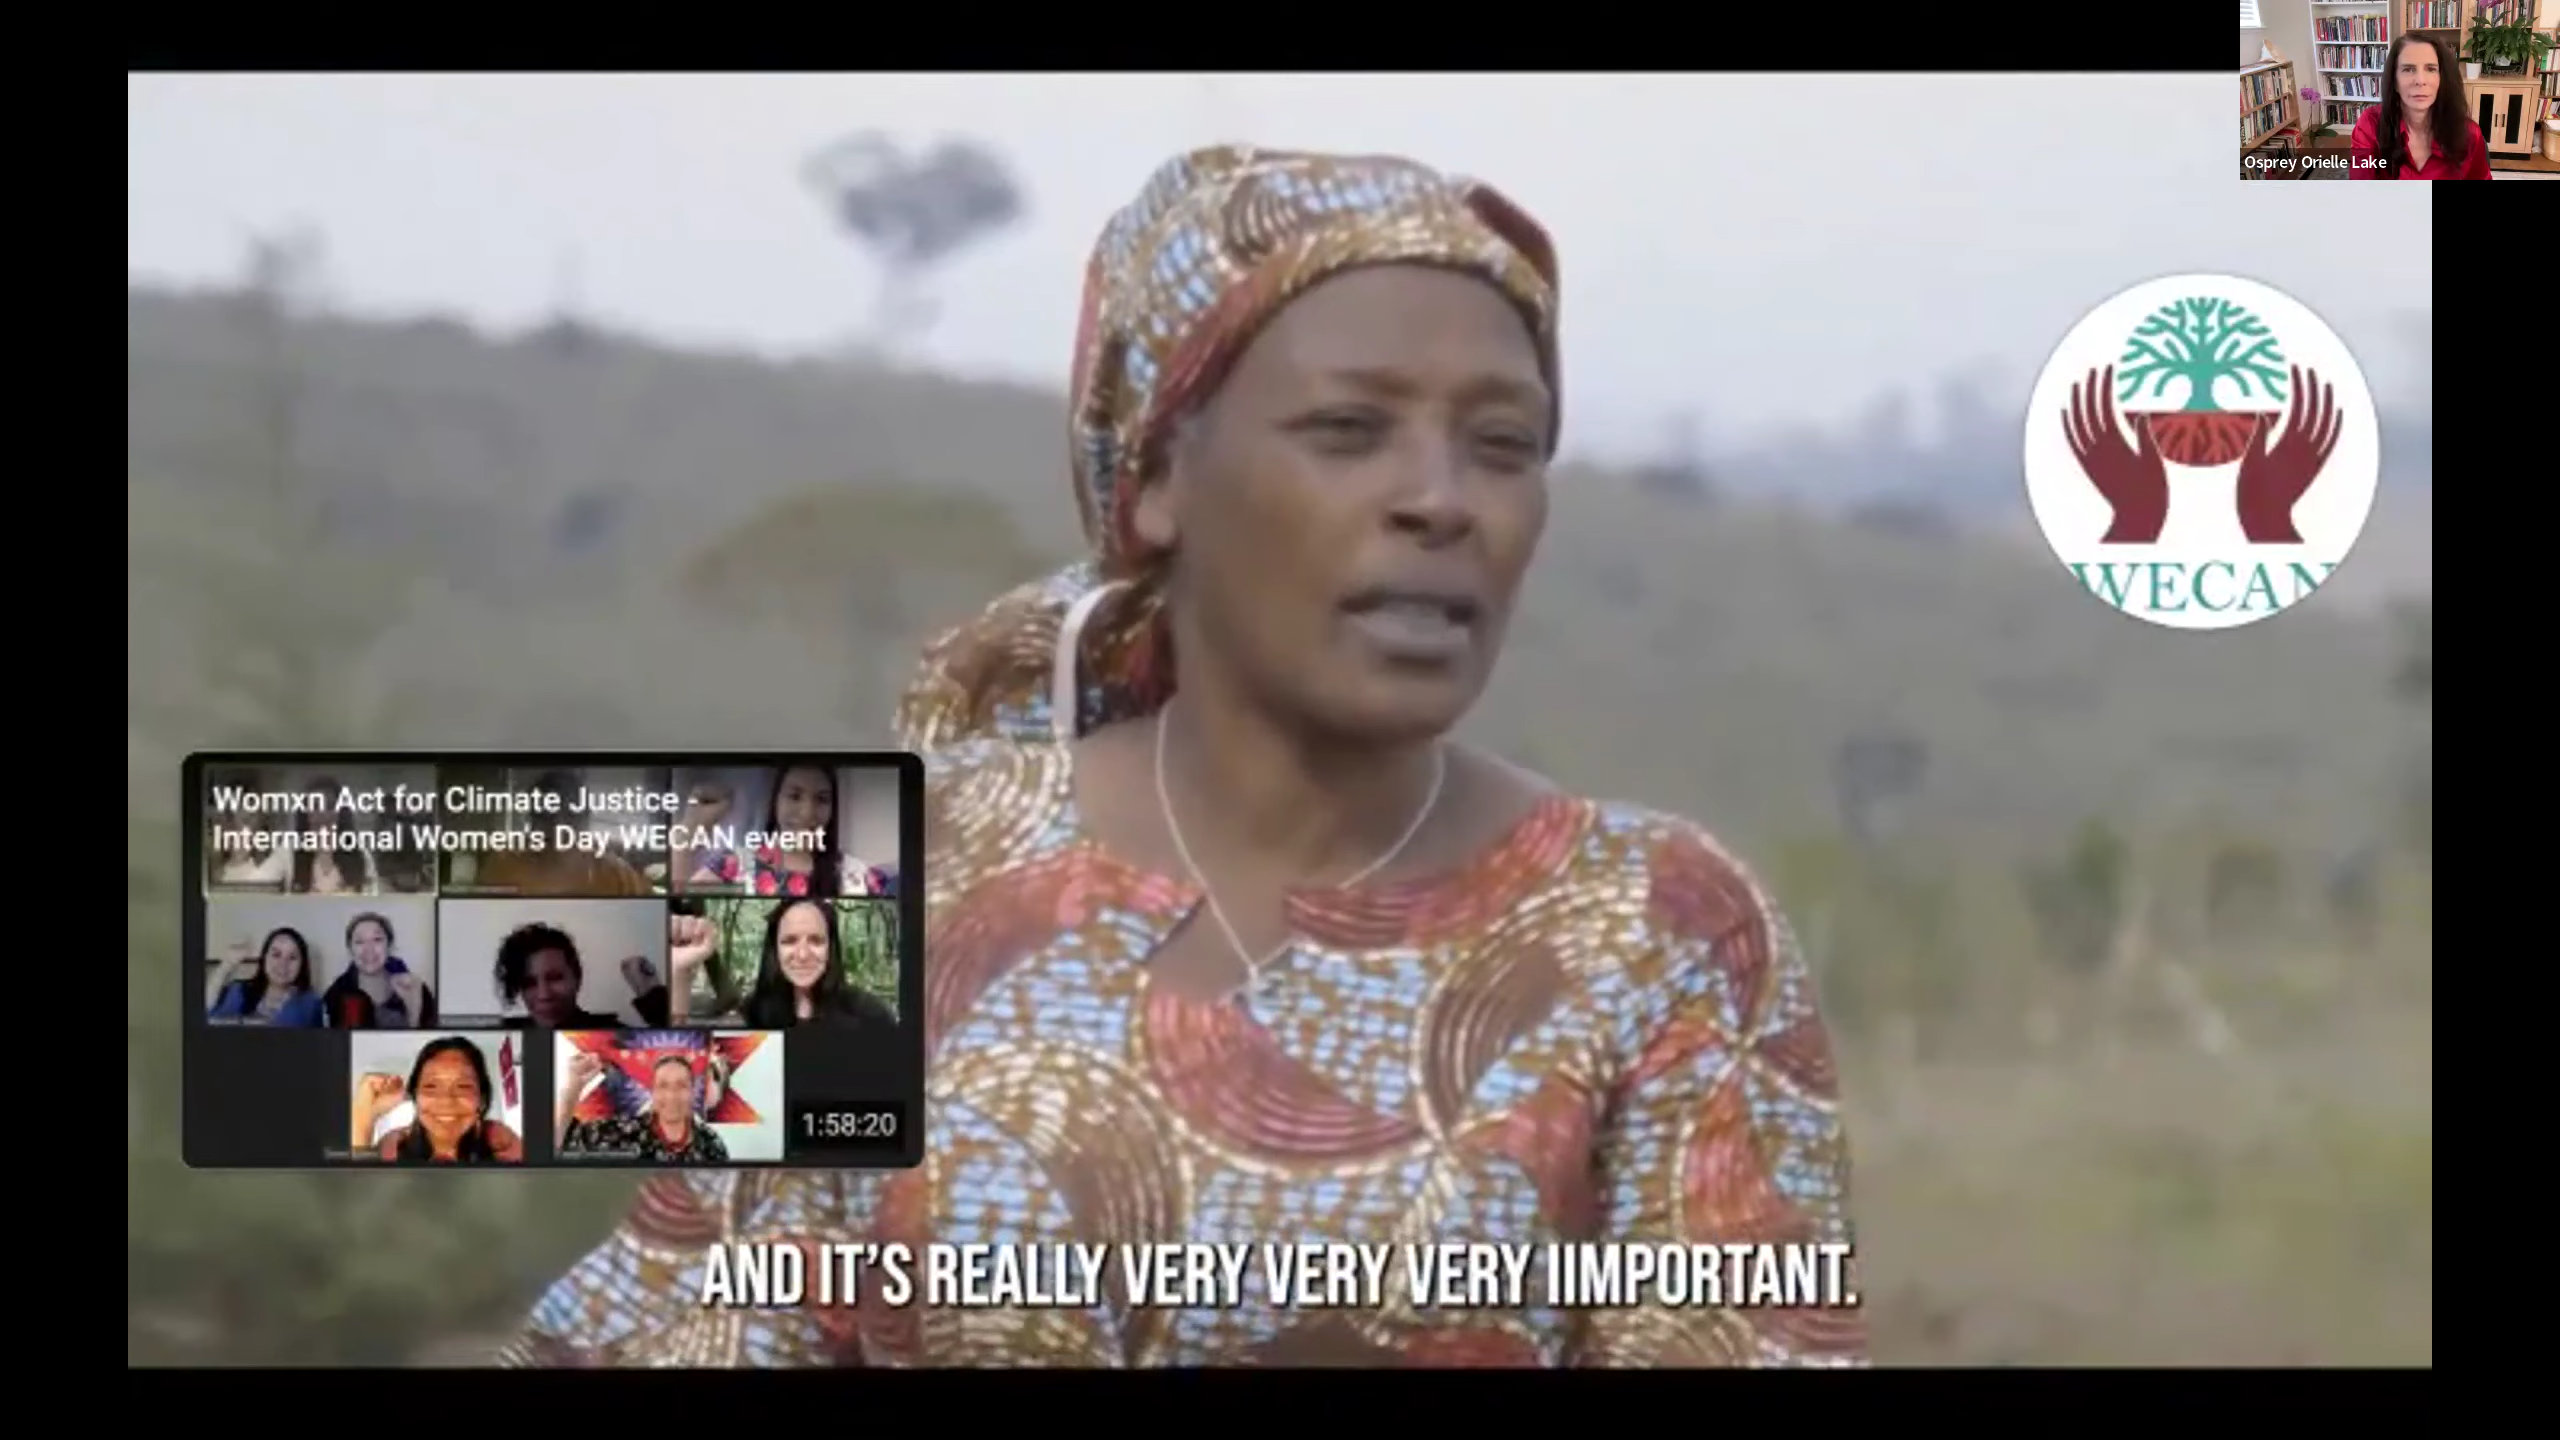 Osprey Orielle Lake
WECAN
Womxn Act for Climate Justice -
International Women's Day WECAN event
1:58:20
AND IT'S REALLY VERY VERY VERY IIMPORTANT.